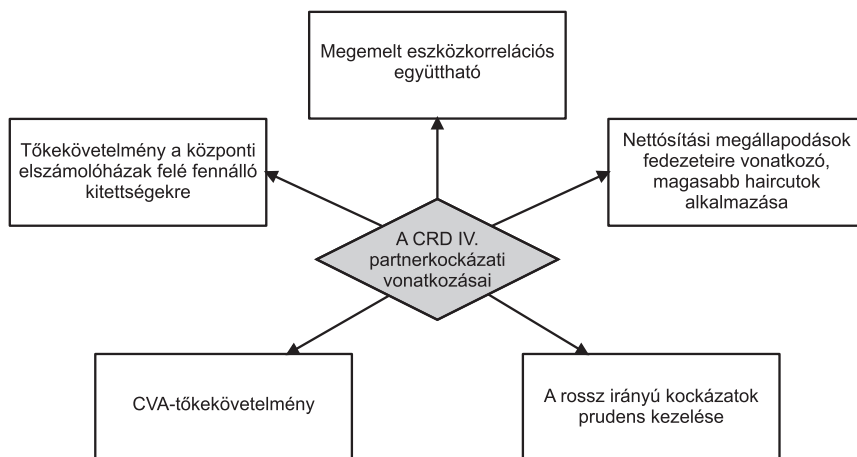 Megemelt eszközkorrelációs
együttható
Tőkekövetelmény a központi
elszámolóházak felé fennálló
kitettségekre
Nettósítási megállapodások
fedezeteire vonatkozó,
magasabb haircutok
alkalmazása
A CRD IV.
partnerkockázati
vonatkozásai
CVA-tőkekövetelmény
A rossz irányú kockázatok
prudens kezelése